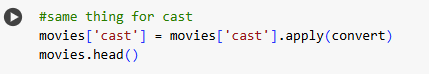 #same thing for cast
movies['cast'] = movies['cast'].apply(convert)
movies.head()